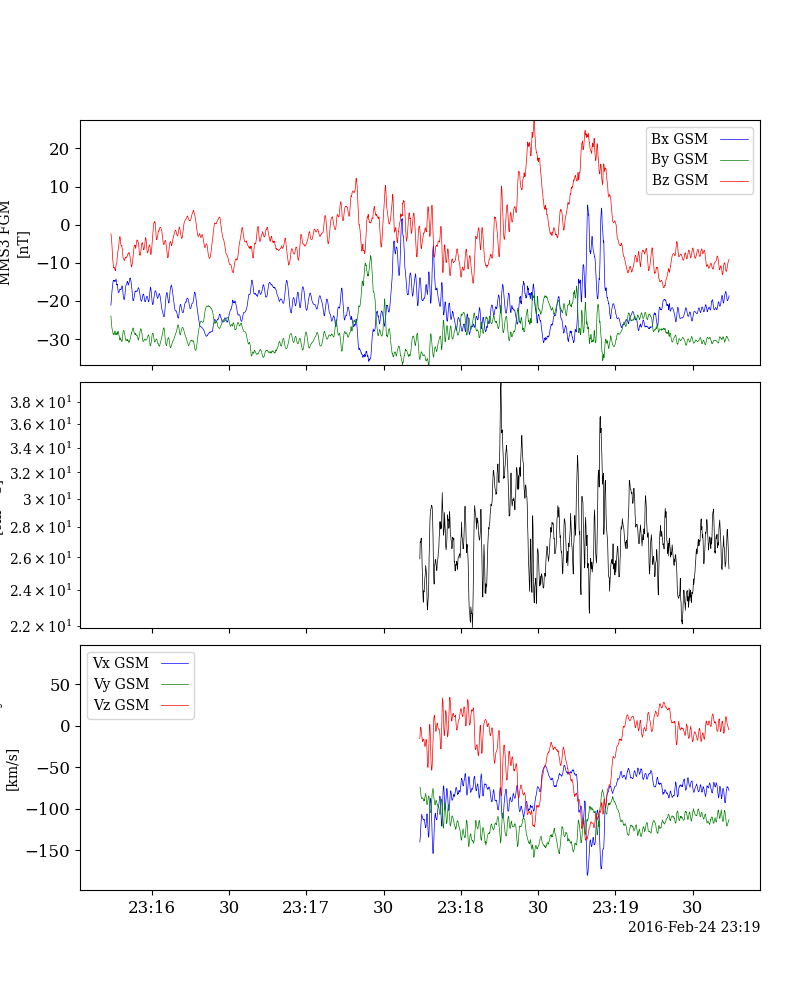 Bx GSM
By GSM
Bz GSM
20
10
0
−10
−20
−30
MMS3 FGM
[nT]
3.8 × 10¹
3.6 × 10¹
3.4 × 10¹
3.2 × 10¹
3 × 10¹
2.8 × 10¹
2.6 × 10¹
2.4 × 10¹
2.2 × 10¹
Vx GSM
Vy GSM
Vz GSM
50
0
−50
−100
−150
[km/s]
23:16 30 23:17 30 23:18 30 23:19 30
2016-Feb-24 23:19